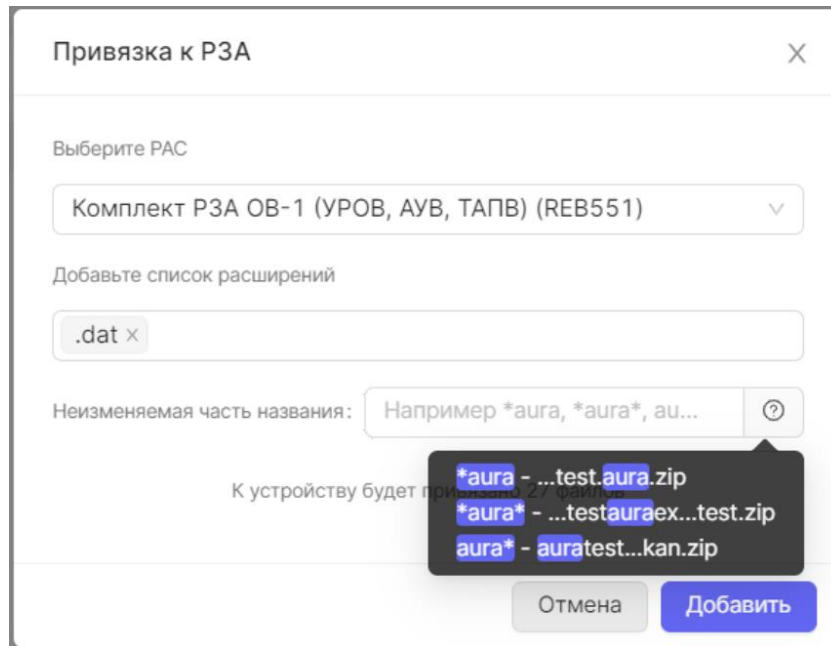 Привязка к РЗА
Выберите РАС
Комплект РЗА ОВ-1 (УРОВ, АУВ, ТАПВ) (REB551)
Добавьте список расширений
.dat ×
Неизменяемая часть названия: Например *aura, *aura*, au...
*aura - ...test.aura.zip
К устройству будет привязано 27 файлов
*aura* - ...testauraex...test.zip
aura* - auratest...kan.zip
Отмена Добавить